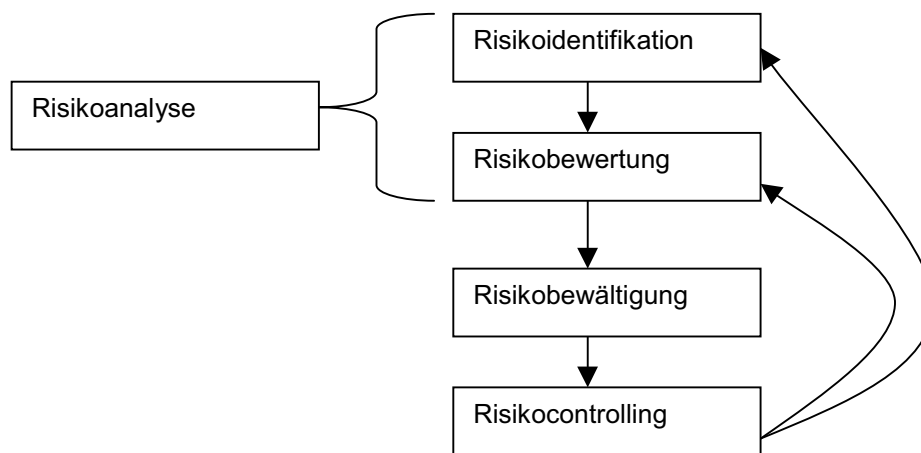 Risikoidentifikation
Risikoanalyse
Risikobewertung
Risikobewältigung
Risikocontrolling